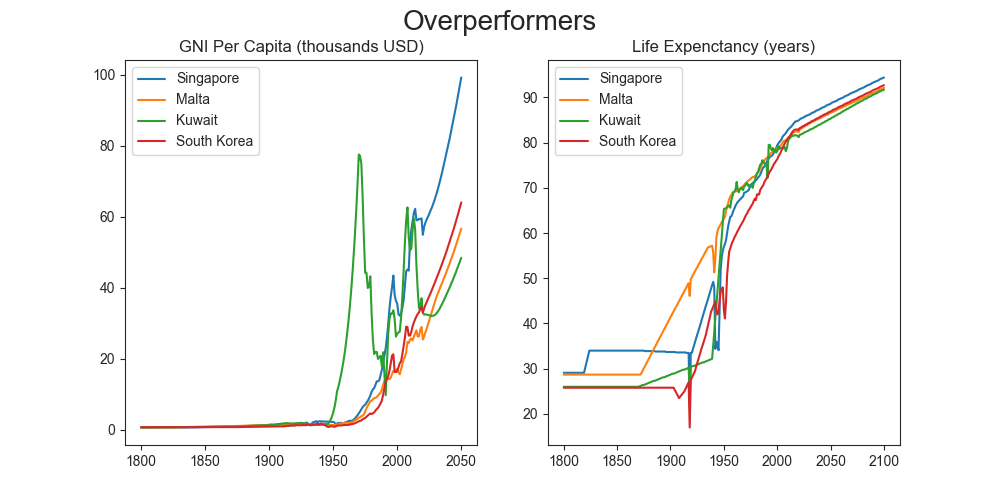 Overperformers
GNI Per Capita (thousands USD)
Singapore
Malta
Kuwait
South Korea
100
80
60
40
20
0
1800
1850
1900
1950
2000
2050
Life Expenctancy (years)
Singapore
Malta
Kuwait
South Korea
90
80
70
60
50
40
30
20
1800
1850
1900
1950
2000
2050
2100